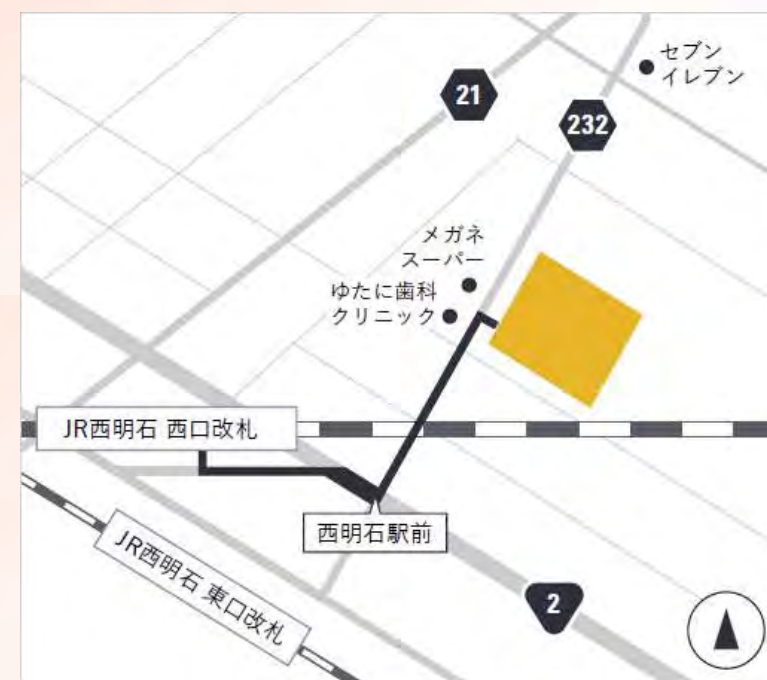 セブン
イレブン
21
232
メガネ
スーパー
ゆたに歯科
クリニック
JR西明石 西口改札
西明石駅前
JR西明石 東口改札
2